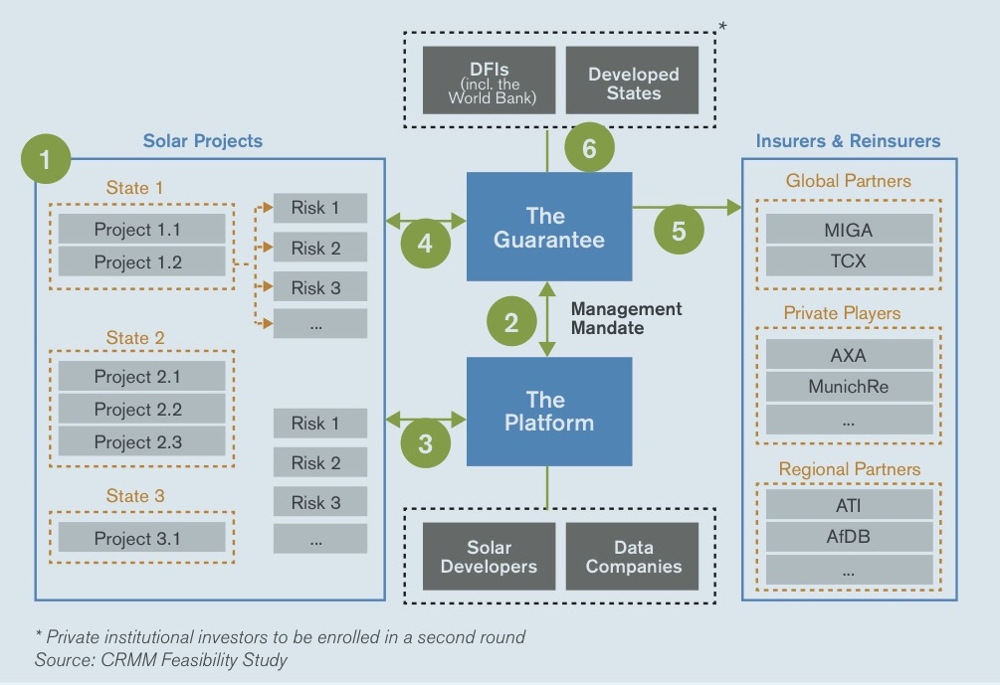 *
DFIs
(incl. the
World Bank)
Developed
States
1
Solar Projects
6
Insurers & Reinsurers
State 1
Project 1.1
Project 1.2
Risk 1
Risk 2
Risk 3
...
State 2
Project 2.1
Project 2.2
Project 2.3
Risk 1
Risk 2
Risk 3
...
State 3
Project 3.1
4
The
Guarantee
5
2
Management
Mandate
3
The
Platform
Solar
Developers
Data
Companies
Global Partners
MIGA
TCX
Private Players
AXA
MunichRe
...
Regional Partners
ATI
AfDB
...
* Private institutional investors to be enrolled in a second round
Source: CRMM Feasibility Study